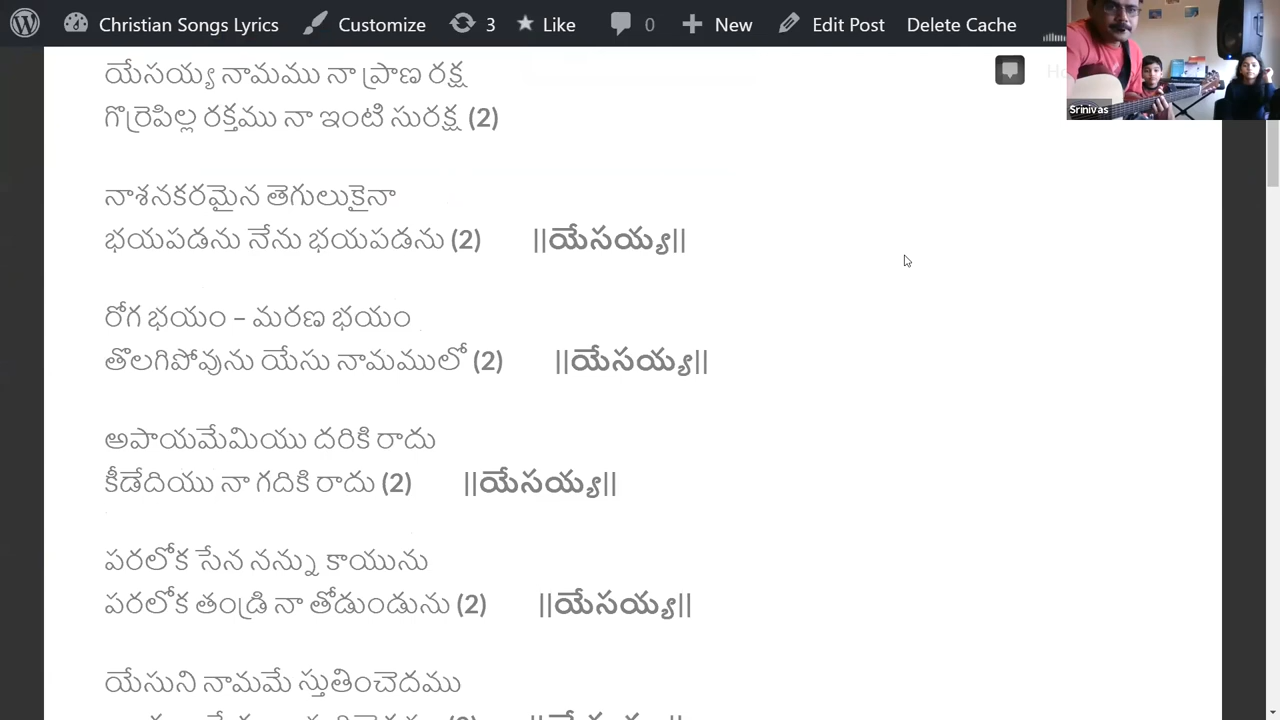 Christian Songs Lyrics Customize 3 Like 0 New Edit Post Delete Cache
Srinivas
యేసయ్య నామము నా ప్రాణ రక్ష
గొర్రెపిల్ల రక్తము నా ఇంటి సురక్ష (2)
నాశనకరమైన తెగులుకైనా
భయపడను నేను భయపడను (2) ||యేసయ్య||
రోగ భయం – మరణ భయం
తొలగిపోవును యేసు నామములో (2) ||యేసయ్య||
అపాయమేమియు దరికి రాదు
కీడేదియు నా గదికి రాదు (2) ||యేసయ్య||
పరలోక సేన నన్ను కాయును
పరలోక తండ్రి నా తోడుండును (2) ||యేసయ్య||
యేసుని నామమే స్తుతించెదము